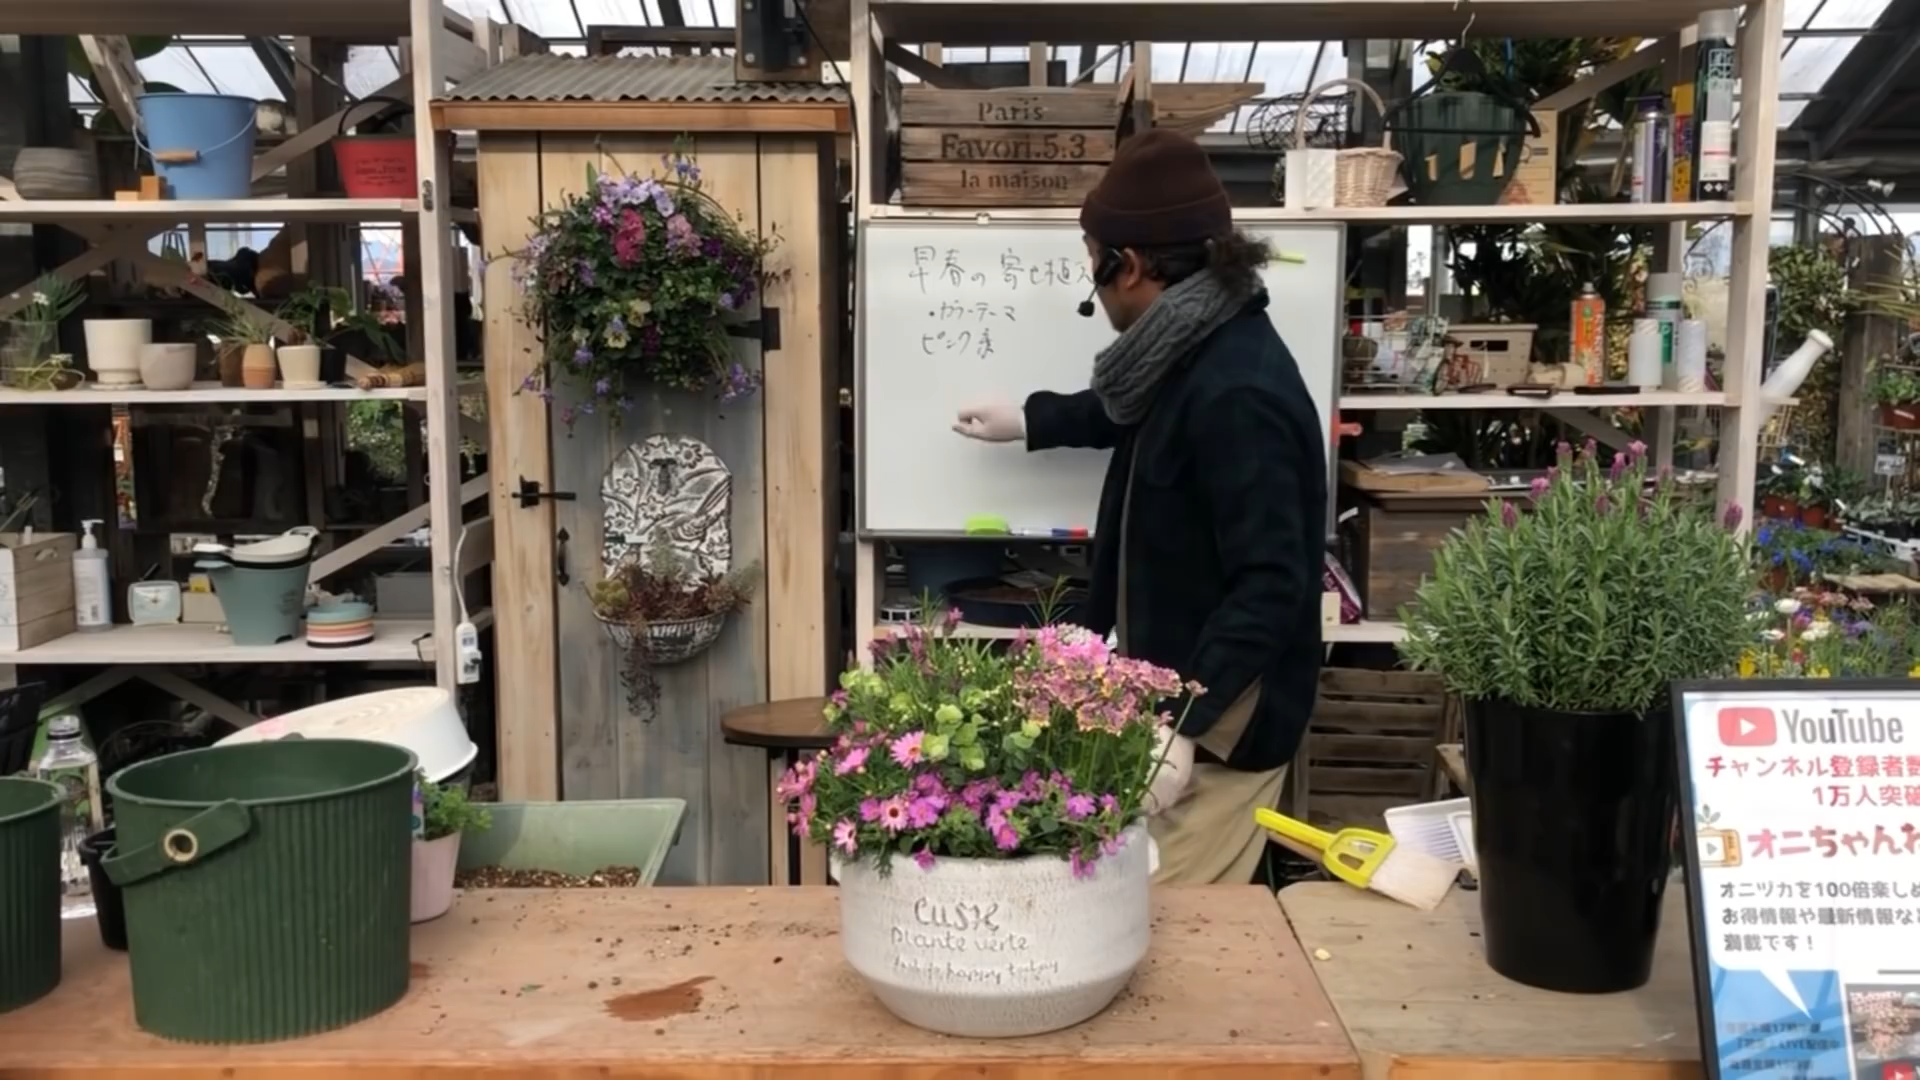 Paris
Favori.5:3
la maison
早春の寄せ植え
・カラーテーマ
ピンク系
Plante verte
YouTube
チャンネル登録者数
1万人突破
オニちゃんね
オニヅカを100倍楽しめ
お得情報や最新情報な
満載です！